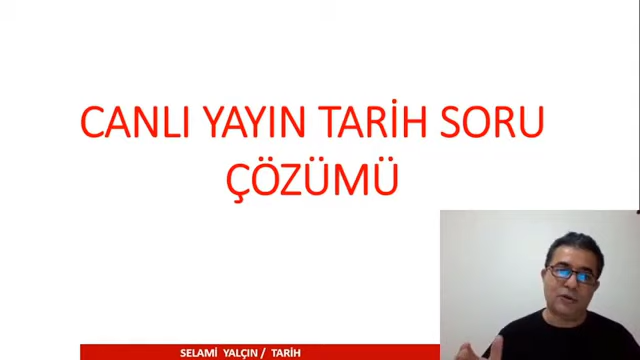 CANLI YAYIN TARİH SORU
ÇÖZÜMÜ
SELAMİ YALÇIN / TARİH